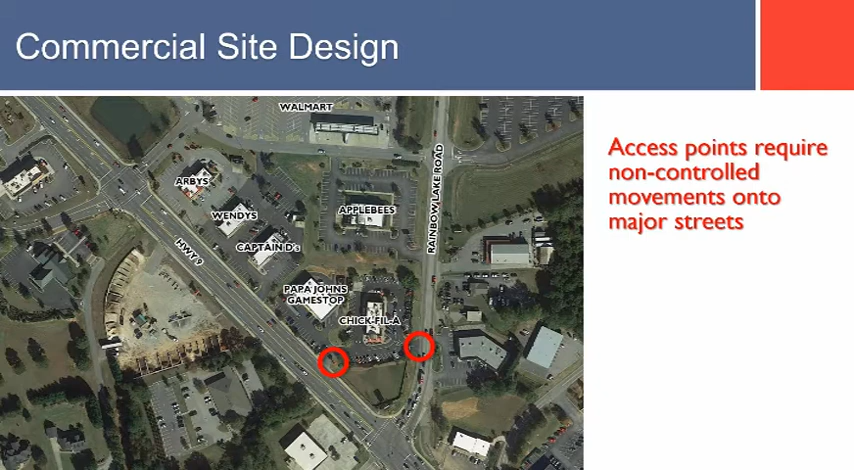 Commercial Site Design
WALMART
ARBYS
WENDYS
APPLEBEES
RAINBOW LAKE ROAD
CAPTAIN D's
HWY 9
PAPA JOHNS
GAMESTOP
CHICK-FIL-A
Access points require
non-controlled
movements onto
major streets